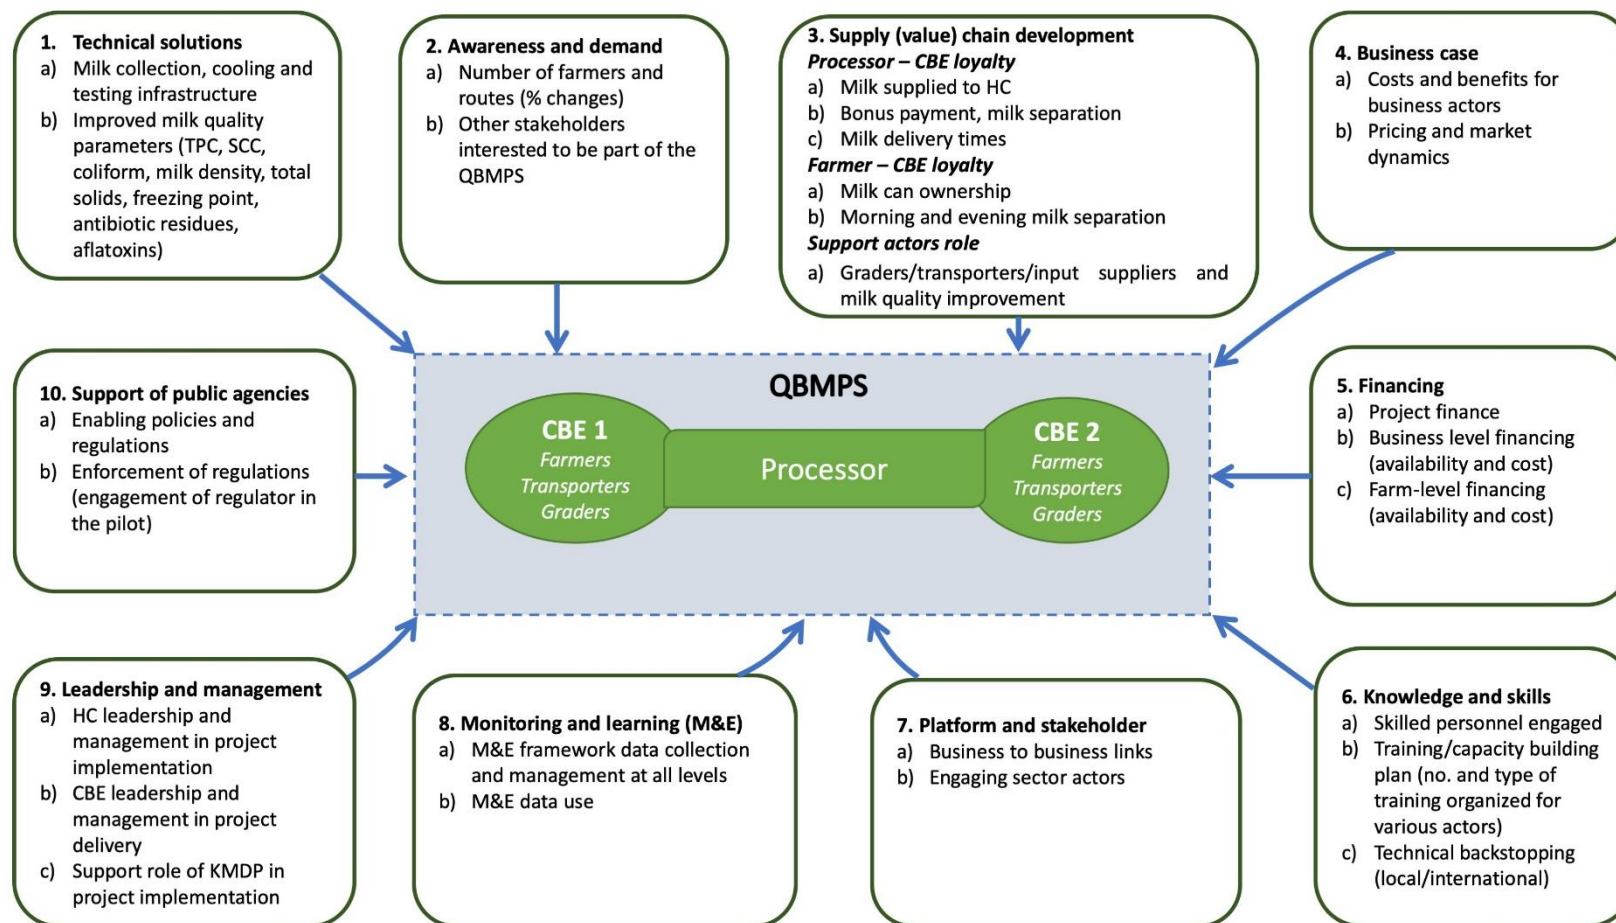 1. Technical solutions
a) Milk collection, cooling and
testing infrastructure
b) Improved milk quality
parameters (TPC, SCC,
coliform, milk density, total
solids, freezing point,
antibiotic residues,
aflatoxins)
2. Awareness and demand
a) Number of farmers and
routes (% changes)
b) Other stakeholders
interested to be part of the
QBMPS
3. Supply (value) chain development
Processor – CBE loyalty
a) Milk supplied to HC
b) Bonus payment, milk separation
c) Milk delivery times
Farmer – CBE loyalty
a) Milk can ownership
b) Morning and evening milk separation
Support actors role
a) Graders/transporters/input suppliers and
milk quality improvement
4. Business case
a) Costs and benefits for
business actors
b) Pricing and market
dynamics
10. Support of public agencies
a) Enabling policies and
regulations
b) Enforcement of regulations
(engagement of regulator in
the pilot)
QBMPS
CBE 1
Farmers
Transporters
Graders
Processor
CBE 2
Farmers
Transporters
Graders
5. Financing
a) Project finance
b) Business level financing
(availability and cost)
c) Farm-level financing
(availability and cost)
9. Leadership and management
a) HC leadership and
management in project
implementation
b) CBE leadership and
management in project
delivery
c) Support role of KMDP in
project implementation
8. Monitoring and learning (M&E)
a) M&E framework data collection
and management at all levels
b) M&E data use
7. Platform and stakeholder
a) Business to business links
b) Engaging sector actors
6. Knowledge and skills
a) Skilled personnel engaged
b) Training/capacity building
plan (no. and type of
training organized for
various actors)
c) Technical backstopping
(local/international)